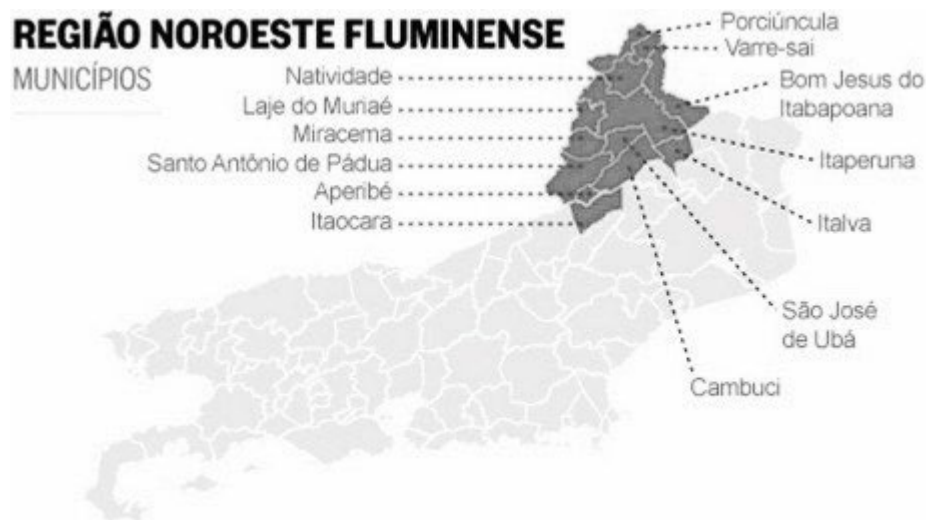 REGIÃO NOROESTE FLUMINENSE
MUNICÍPIOS
Porciúncula
Varre-sai
Natividade
Bom Jesus do
Itabapoana
Laje do Muriaé
Miracema
Itaperuna
Santo Antônio de Pádua
Aperibé
Itaocara
Italva
São José
de Ubá
Cambuci